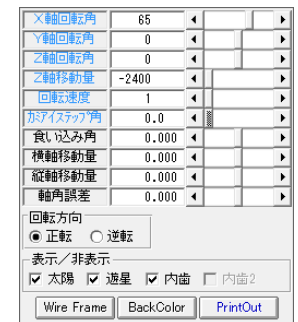 X軸回転角 65
Y軸回転角 0
Z軸回転角 0
Z軸移動量 -2400
回転速度 1
カミアイステップ角 0.0
食い込み角 0.000
横軸移動量 0.000
縦軸移動量 0.000
軸角誤差 0.000
回転方向
正転 逆転
表示／非表示
太陽 遊星 内歯 内歯2
Wire Frame BackColor PrintOut